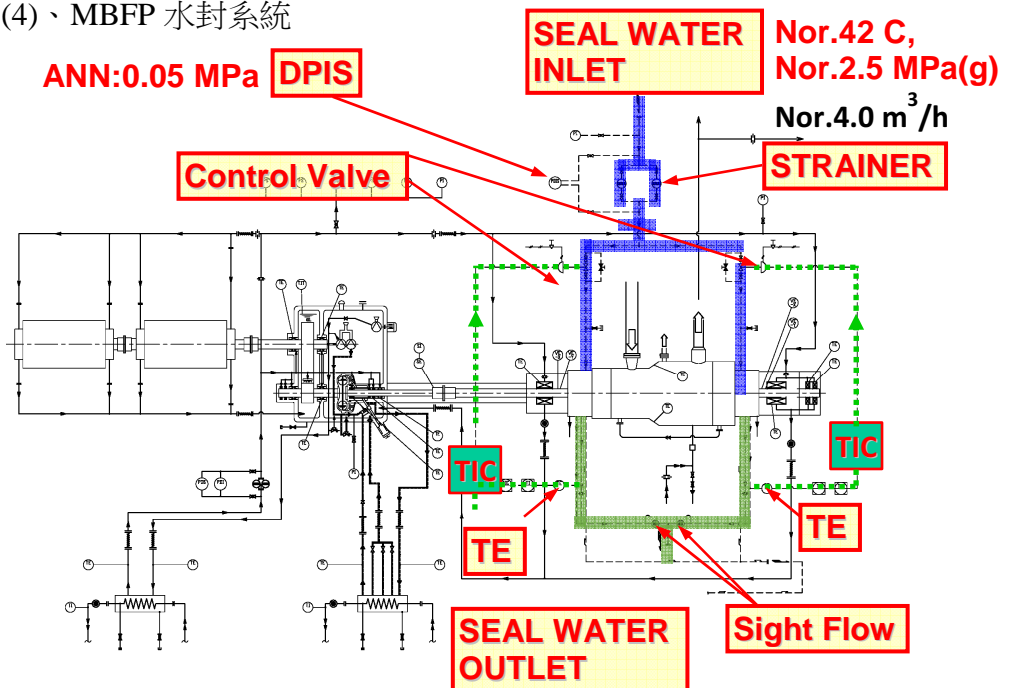 (4)、MBFP 水封系統
SEAL WATER
INLET
Nor.42 C,
Nor.2.5 MPa(g)
Nor.4.0 m³/h
ANN:0.05 MPa
DPIS
Control Valve
STRAINER
TIC
TIC
TE
TE
SEAL WATER
OUTLET
Sight Flow